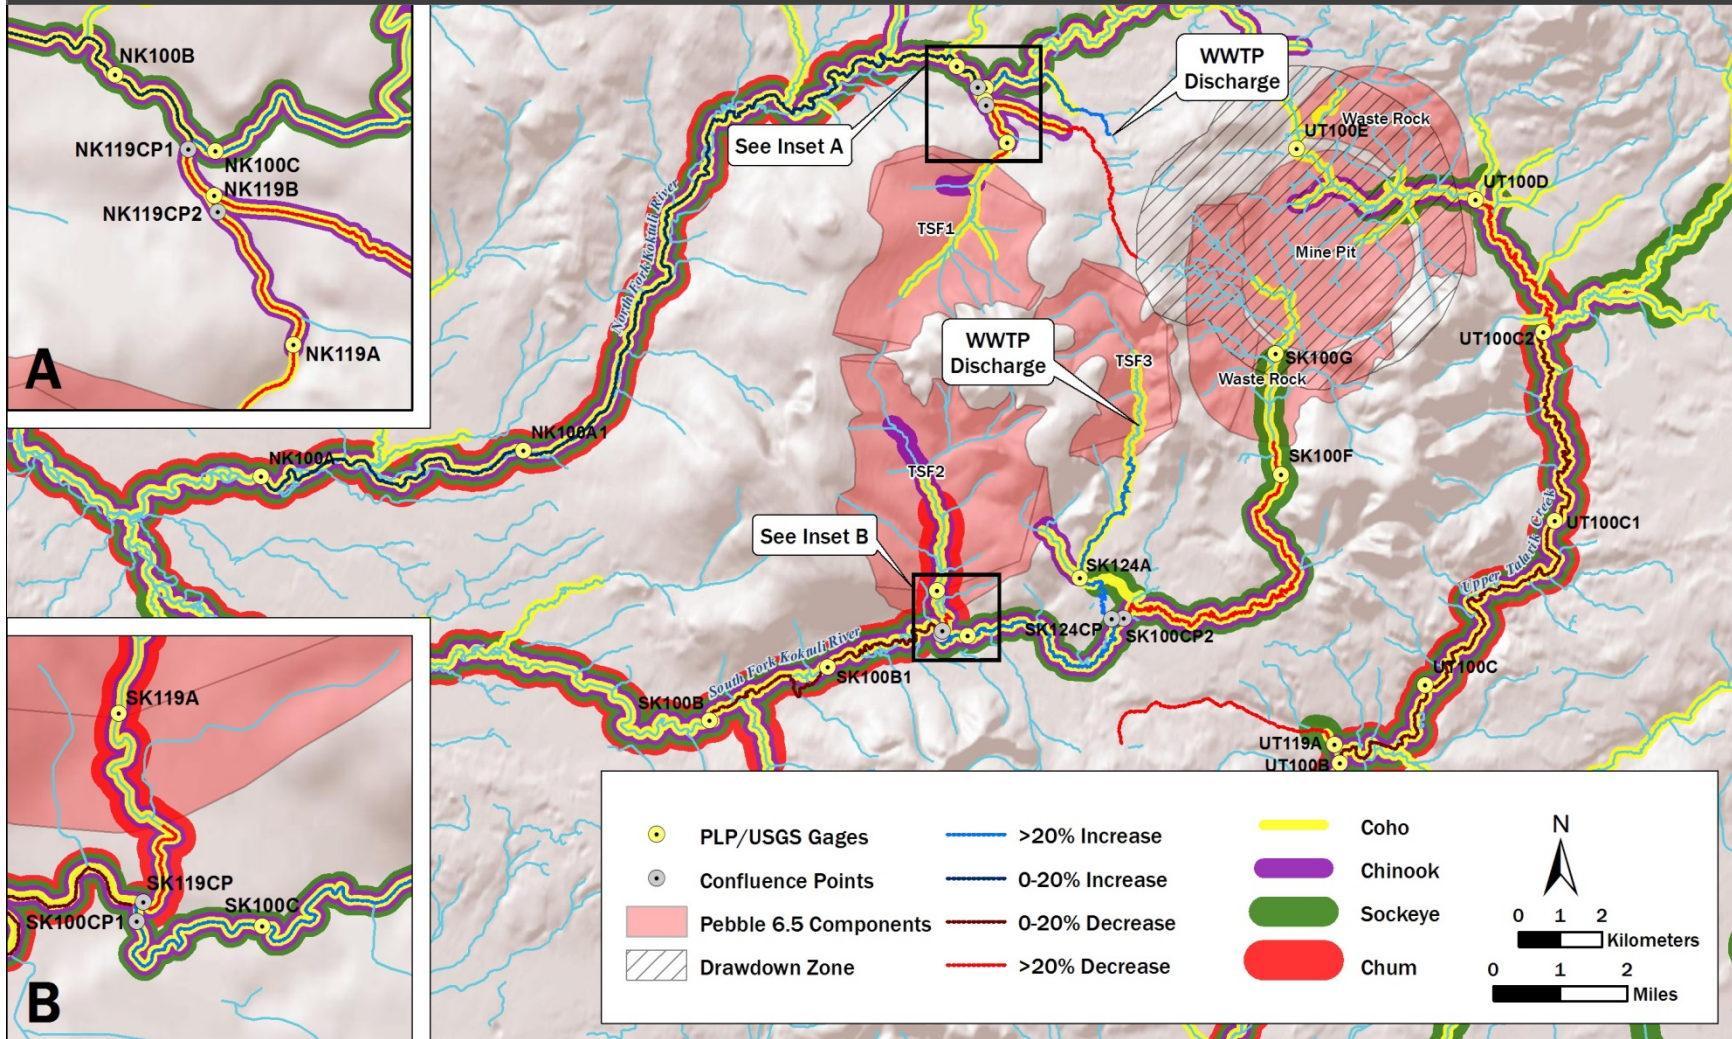 NK100B
NK119CP1
NK100C
NK119B
NK119CP2
NK119A
A
WWTP
Discharge
See Inset A
Waste Rock
UT100E
UT100D
TSF1
Mine Pit
North Fork Kokuli River
WWTP
Discharge
TSF3
UT100C2
SK100G
Waste Rock
NK100A1
NK100A
SK100F
TSF2
See Inset B
UT100C1
Upper Talarik Creek
SK124A
SK124CP
SK100CP2
South Fork Kokuli River
SK100B1
SK100B
UT100C
UT119A
UT100B
SK119A
SK119CP
SK100C
SK100CP1
B
PLP/USGS Gages
Confluence Points
Pebble 6.5 Components
Drawdown Zone
>20% Increase
0-20% Increase
0-20% Decrease
>20% Decrease
Coho
Chinook
Sockeye
Chum
N
0 1 2
Kilometers
0 1 2
Miles